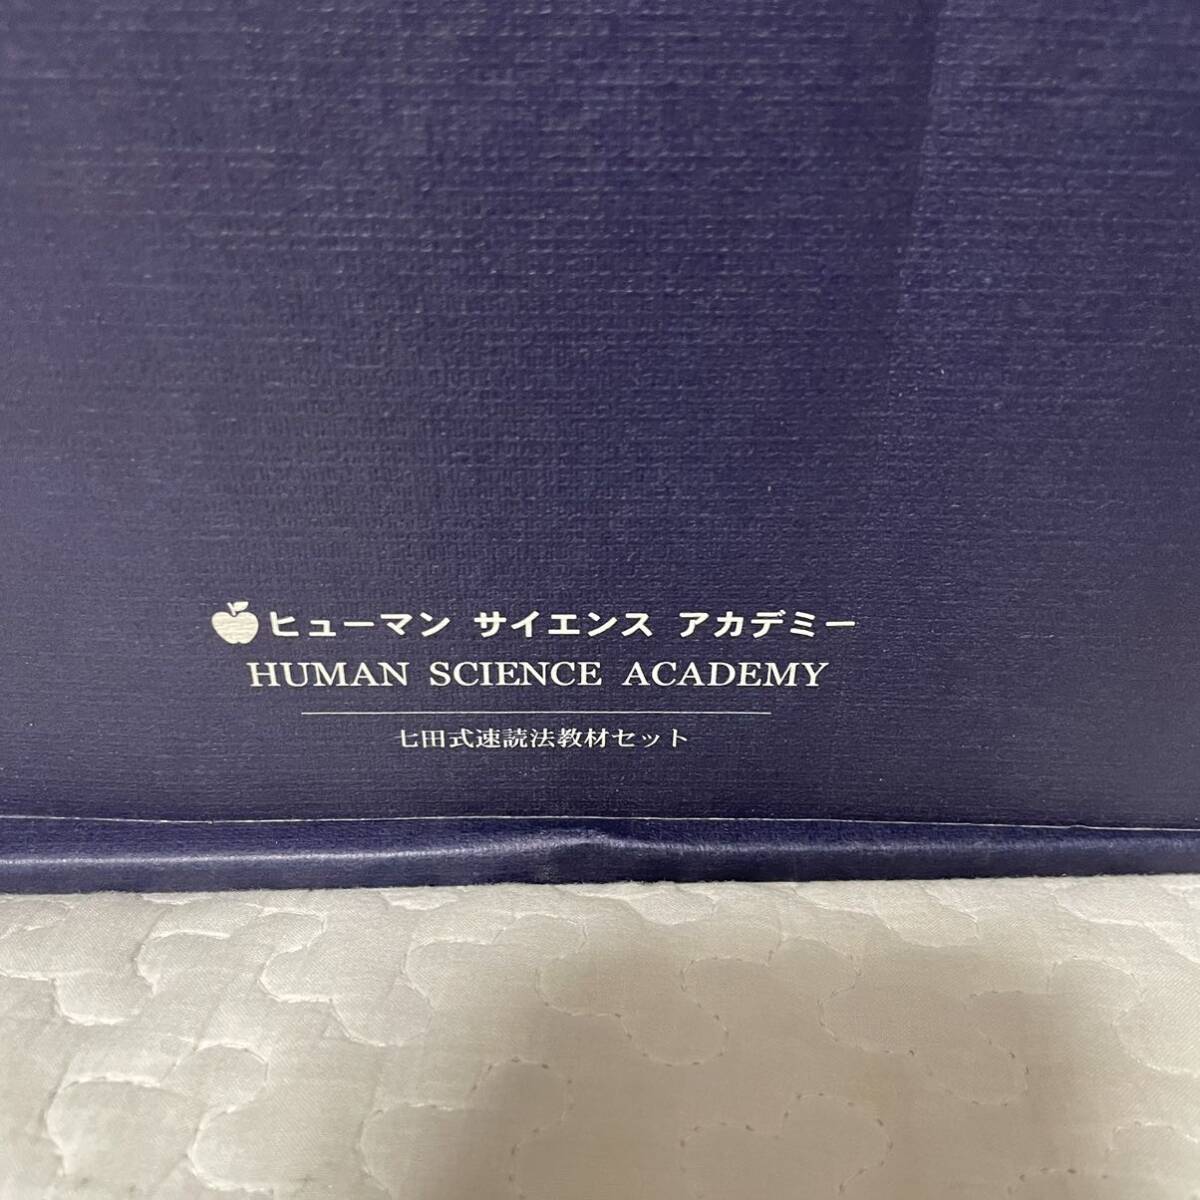 ヒューマン サイエンス アカデミー
HUMAN SCIENCE ACADEMY
七田式速読法教材セット